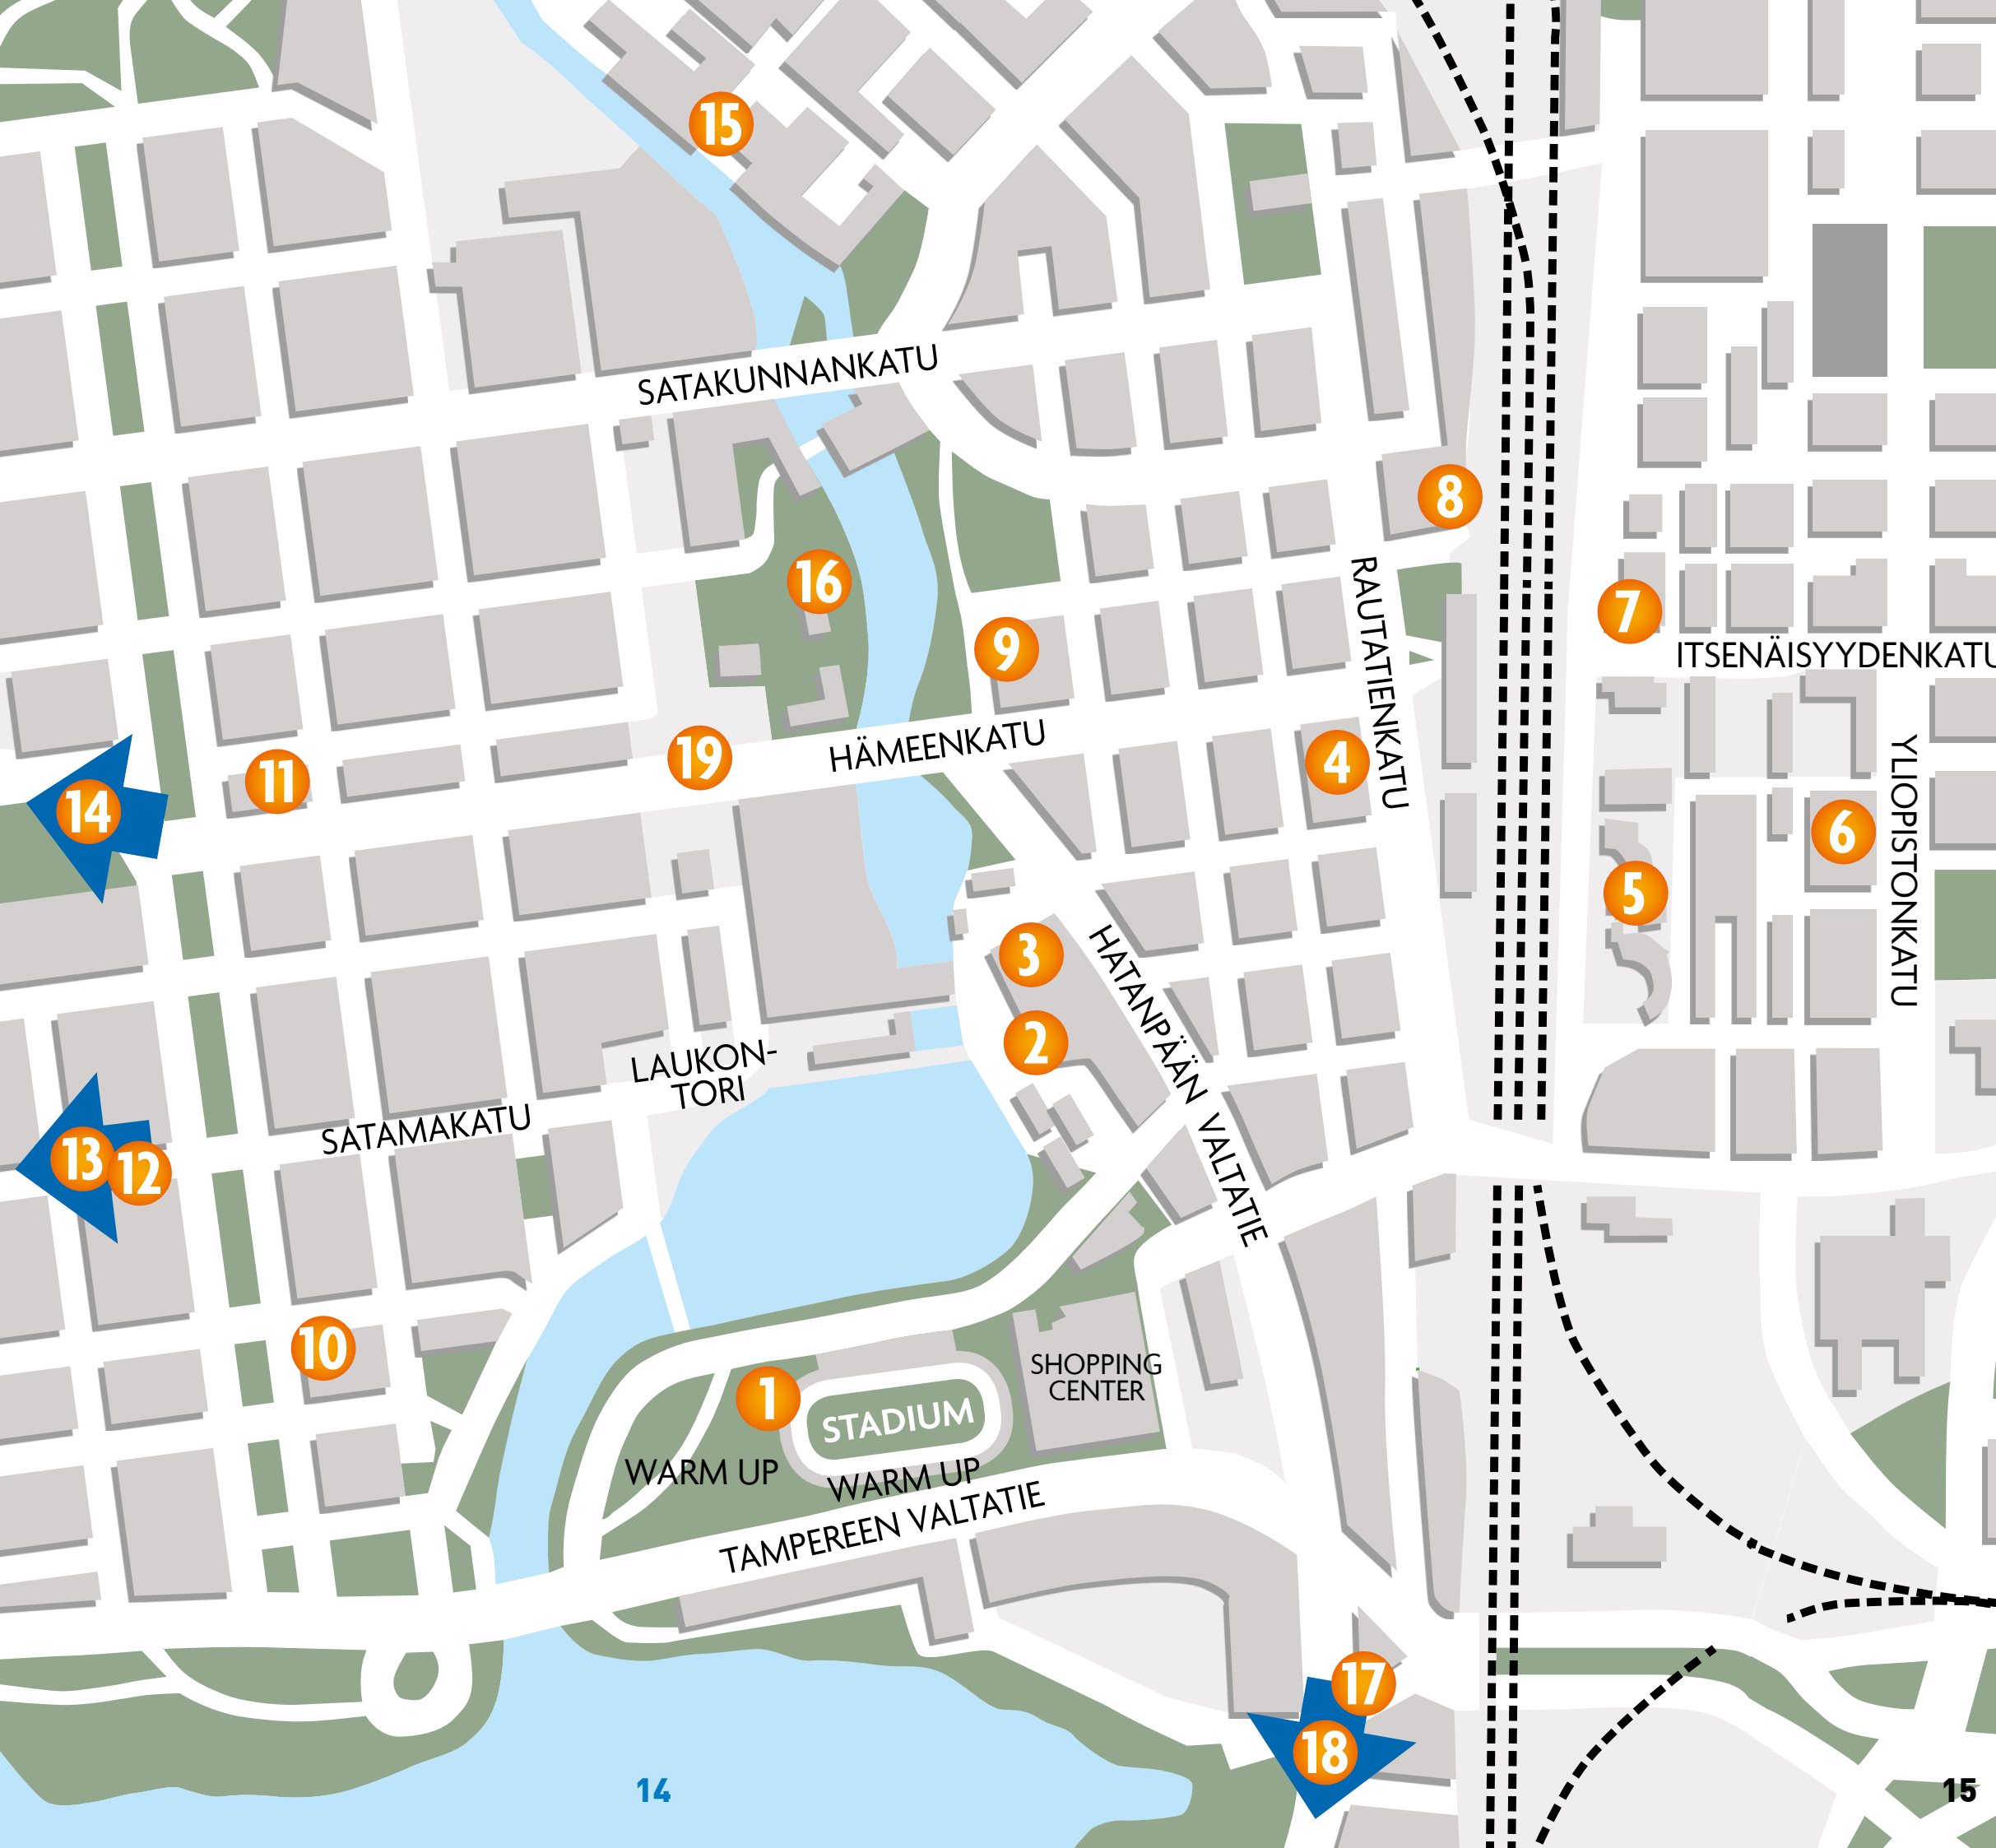 15
SATAKUNNANKATU
8
16
7
9
RAUTATIENKATU
ITSENÄISYYDENKATU
19
HÄMEENKATU
4
11
14
6
YLIOPISTONKATU
5
3
2
HATANPÄÄN VALTATIE
LAUKON-
TORI
SATAMAKATU
13
12
10
SHOPPING
CENTER
1
STADIUM
WARM UP
WARM UP
TAMPEREEN VALTATIE
17
18
14
15